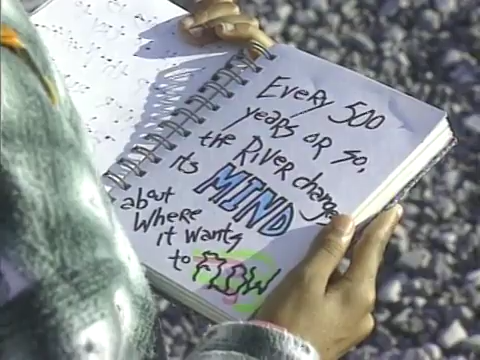 Every 500
years or so,
the River changes
its MIND
about
Where
it wants
to FLOW